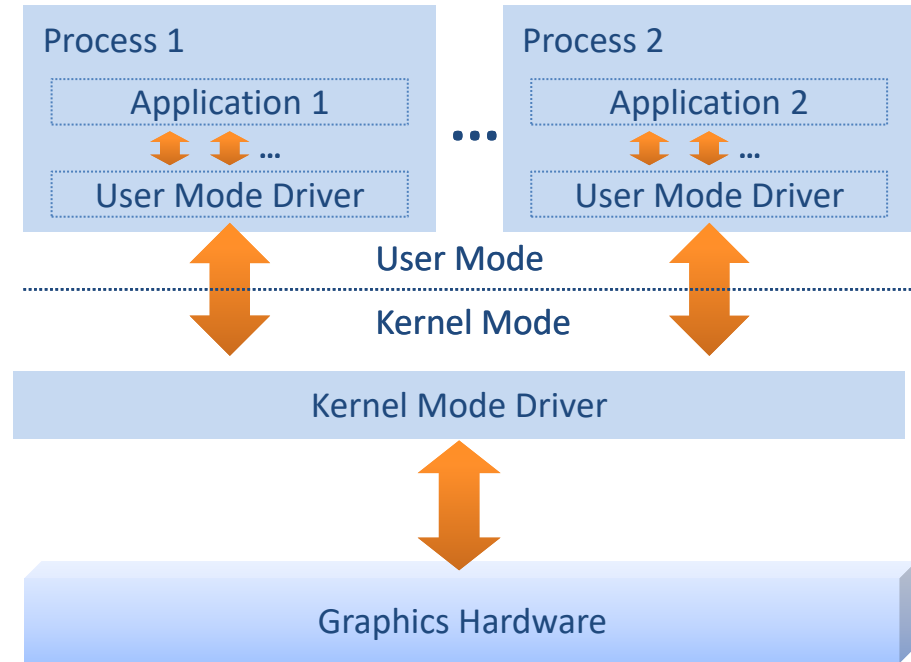 Process 1
Application 1
...
User Mode Driver
...
Process 2
Application 2
...
User Mode Driver
User Mode
Kernel Mode
Kernel Mode Driver
Graphics Hardware